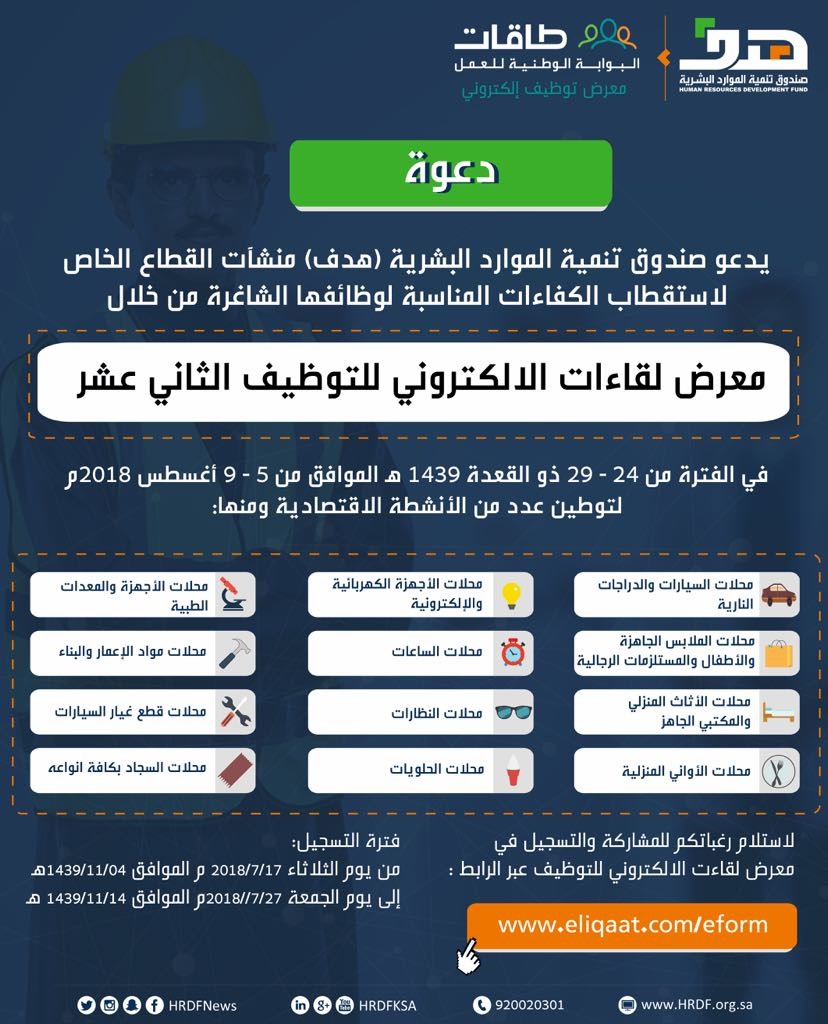 هدف
صندوق تنمية الموارد البشرية
HUMAN RESOURCES DEVELOPMENT FUND
طاقات
البوابة الوطنية للعمل
معرض توظيف إلكتروني
دعوة
يدعو صندوق تنمية الموارد البشرية (هدف) منشآت القطاع الخاص
لاستقطاب الكفاءات المناسبة لوظائفها الشاغرة من خلال
معرض لقاءات الالكتروني للتوظيف الثاني عشر
في الفترة من 24 - 29 ذو القعدة 1439 هـ الموافق من 5 - 9 أغسطس 2018م
لتوطين عدد من الأنشطة الاقتصادية ومنها:
محلات السيارات والدراجات
النارية
محلات الأجهزة الكهربائية
والإلكترونية
محلات الأجهزة والمعدات
الطبية
محلات الملابس الجاهزة
والأطفال والمستلزمات الرجالية
محلات الساعات
محلات مواد الإعمار والبناء
محلات الأثاث المنزلي
والمكتبي الجاهز
محلات النظارات
محلات قطع غيار السيارات
محلات الأواني المنزلية
محلات الحلويات
محلات السجاد بكافة انواعه
لاستلام رغباتكم للمشاركة والتسجيل في
معرض لقاءت الالكتروني للتوظيف عبر الرابط :
www.eliqaat.com/eform
فترة التسجيل:
من يوم الثلاثاء 2018/7/17 م الموافق 1439/11/04هـ
إلى يوم الجمعة 2018//7/27م الموافق 1439/11/14 هـ
HRDFNews
HRDFKSA
920020301
www.HRDF.org.sa